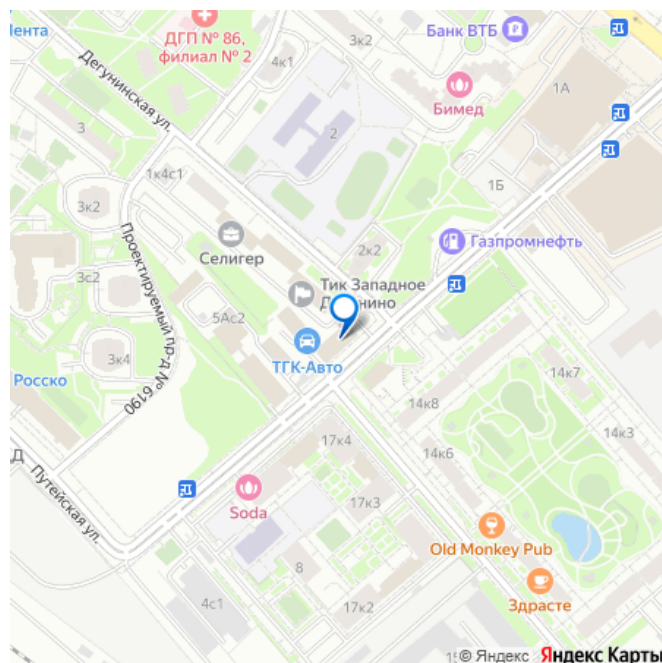 Лента
ДГП № 86,
филиал № 2
3к2
Банк ВТБ
4к1
Дегунинская ул.
Бимед
1А
3
2
1к4с1
1Б
3к2
Селигер
2к2
Газпромнефть
Проектируемый пр-д № 6190
3с2
Тик Западное
5Ас2
3к4
ТГК-Авто
Росско
14к7
14к8
14к3
17к4
14к6
Д
Путейская ул.
Soda
17к3
Old Monkey Pub
8
4с1
17к2
Здрасте
© Яндекс Яндекс Карты